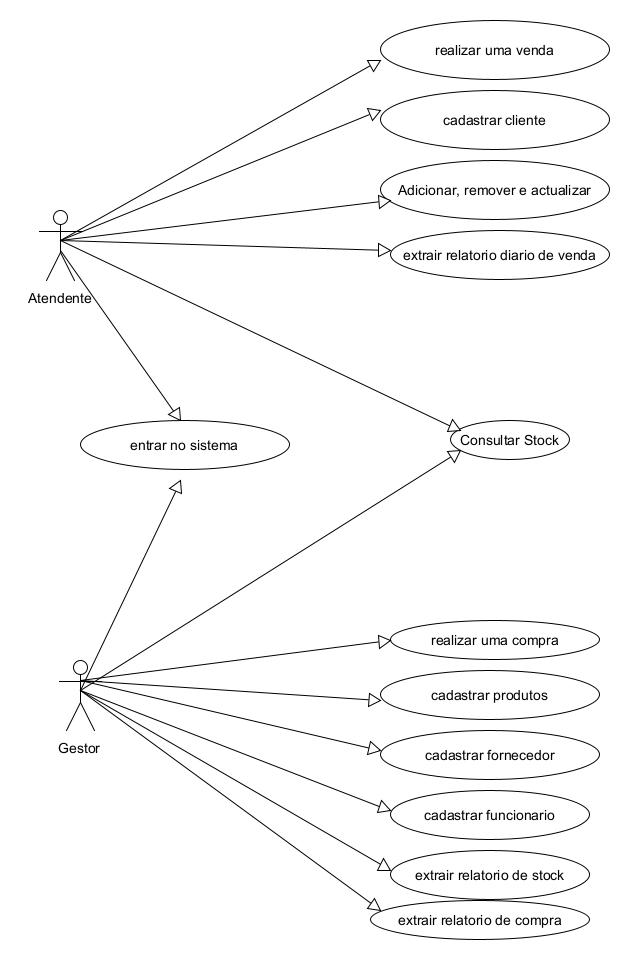 realizar uma venda
cadastrar cliente
Adicionar, remover e actualizar
extrair relatorio diario de venda
Atendente
entrar no sistema
Consultar Stock
realizar uma compra
cadastrar produtos
Gestor
cadastrar fornecedor
cadastrar funcionario
extrair relatorio de stock
extrair relatorio de compra